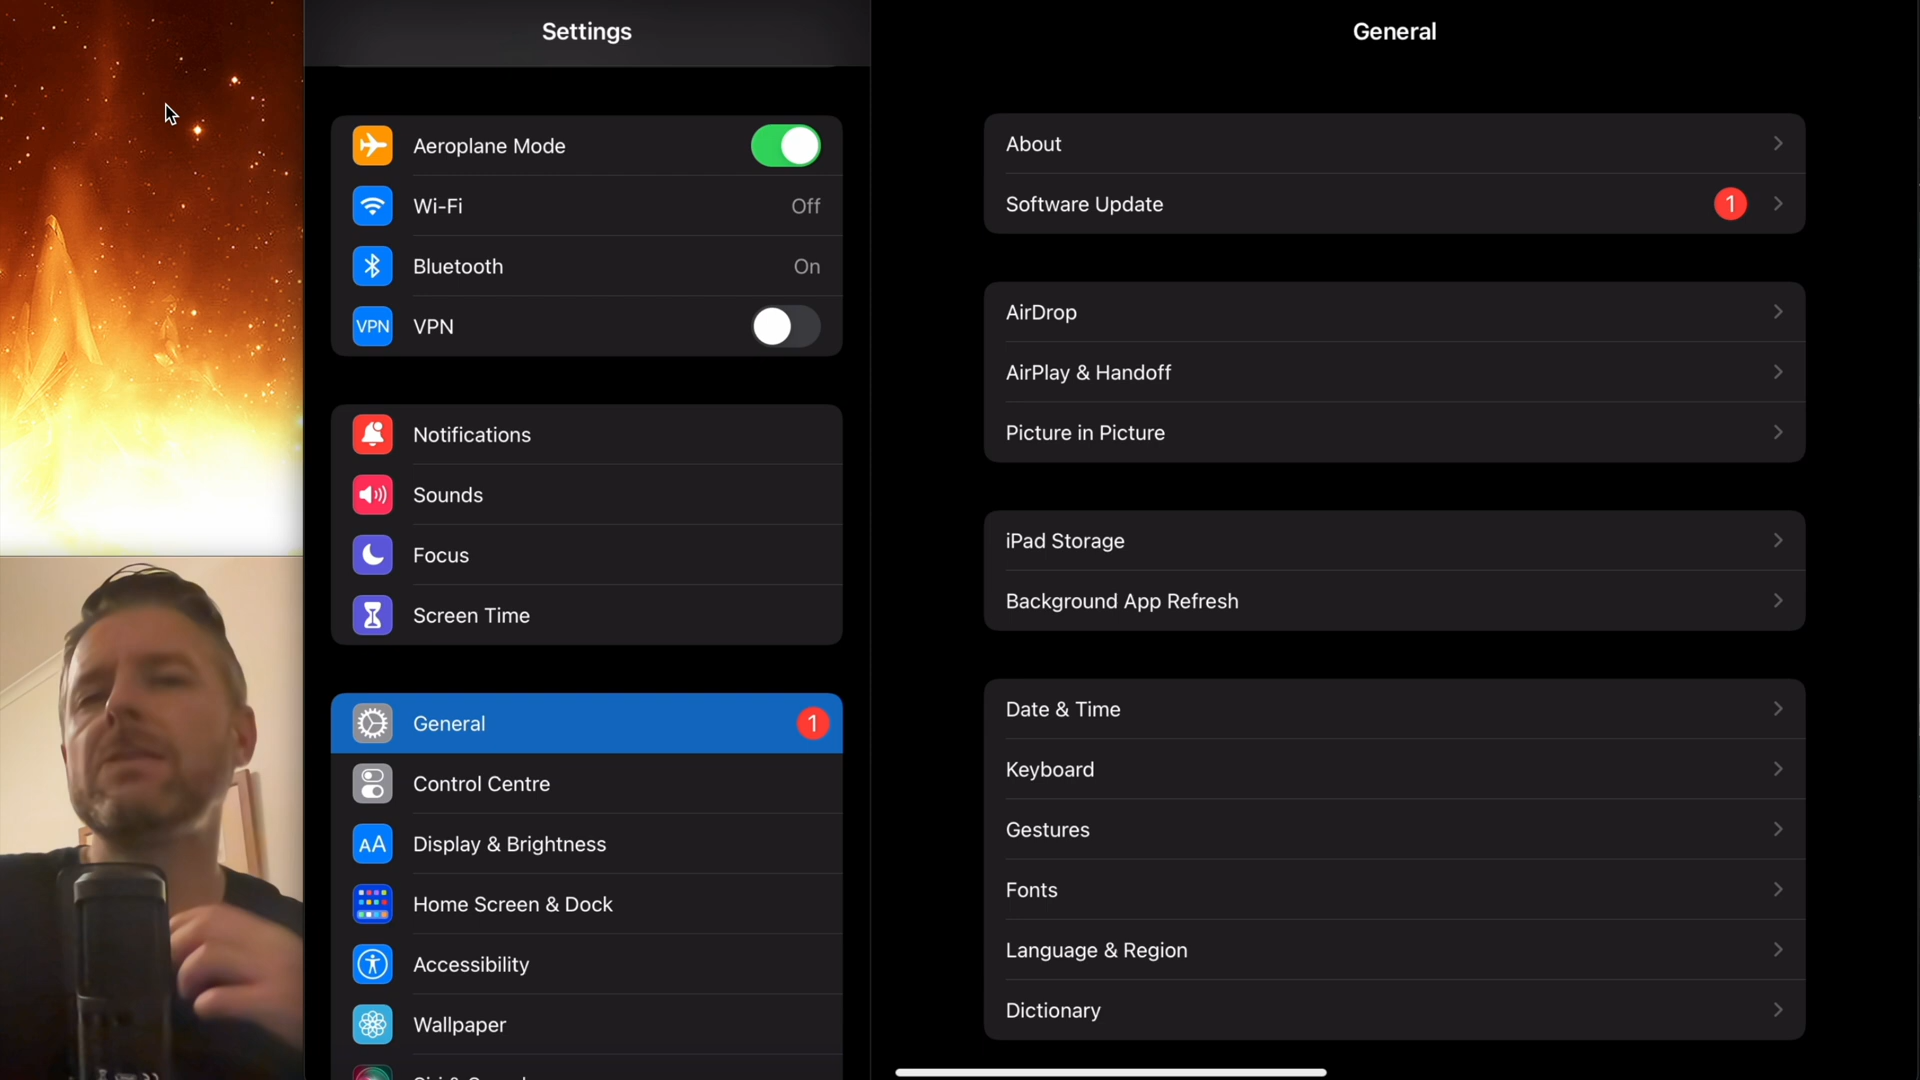 Settings
Aeroplane Mode
Wi-Fi
Off
Bluetooth
On
VPN
VPN
Notifications
Sounds
Focus
Screen Time
General
1
Control Centre
AA
Display & Brightness
Home Screen & Dock
Accessibility
Wallpaper
General
About
Software Update
1
AirDrop
AirPlay & Handoff
Picture in Picture
iPad Storage
Background App Refresh
Date & Time
Keyboard
Gestures
Fonts
Language & Region
Dictionary